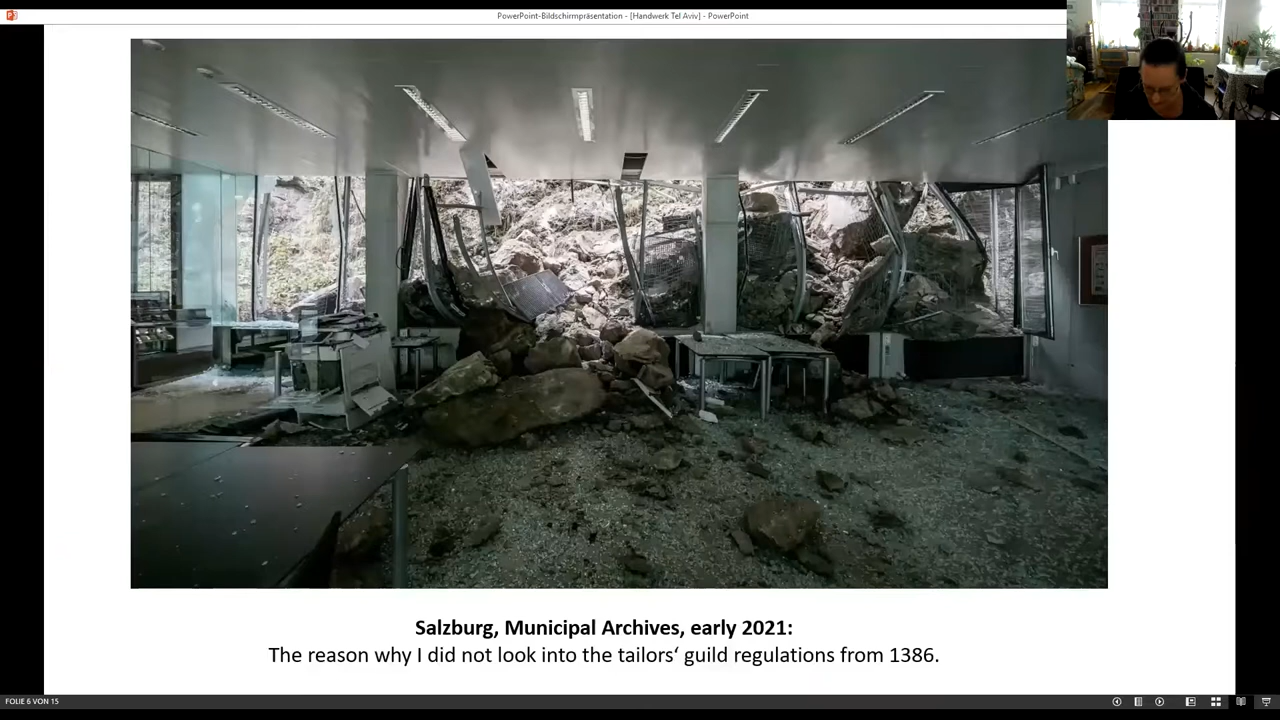 PowerPoint-Bildschirmpräsentation - [Handwerk Tel Aviv] - PowerPoint
Salzburg, Municipal Archives, early 2021:
The reason why I did not look into the tailors‘ guild regulations from 1386.
FOLIE 6 VON 15